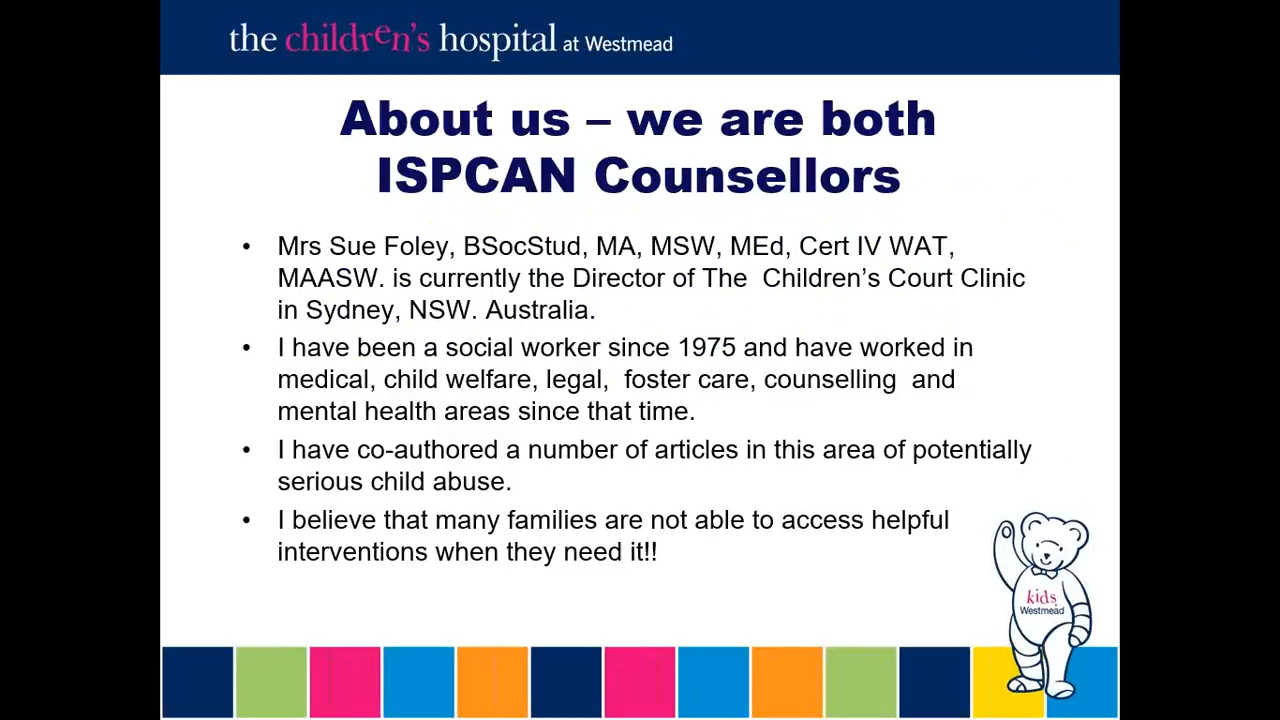 the children's hospital at Westmead
About us – we are both
ISPCAN Counsellors
• Mrs Sue Foley, BSocStud, MA, MSW, MEd, Cert IV WAT,
MAASW. is currently the Director of The  Children's Court Clinic
in Sydney, NSW. Australia.
• I have been a social worker since 1975 and have worked in
medical, child welfare, legal,  foster care, counselling  and
mental health areas since that time.
• I have co-authored a number of articles in this area of potentially
serious child abuse.
• I believe that many families are not able to access helpful
interventions when they need it!!
kids
Westmead